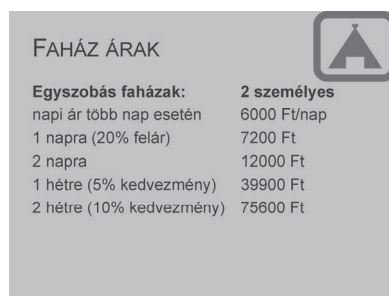 FAHÁZ ÁRAK
Egyszobás faházak: 2 személyes
napi ár több nap esetén 6000 Ft/nap
1 napra (20% felár) 7200 Ft
2 napra 12000 Ft
1 hétre (5% kedvezmény) 39900 Ft
2 hétre (10% kedvezmény) 75600 Ft